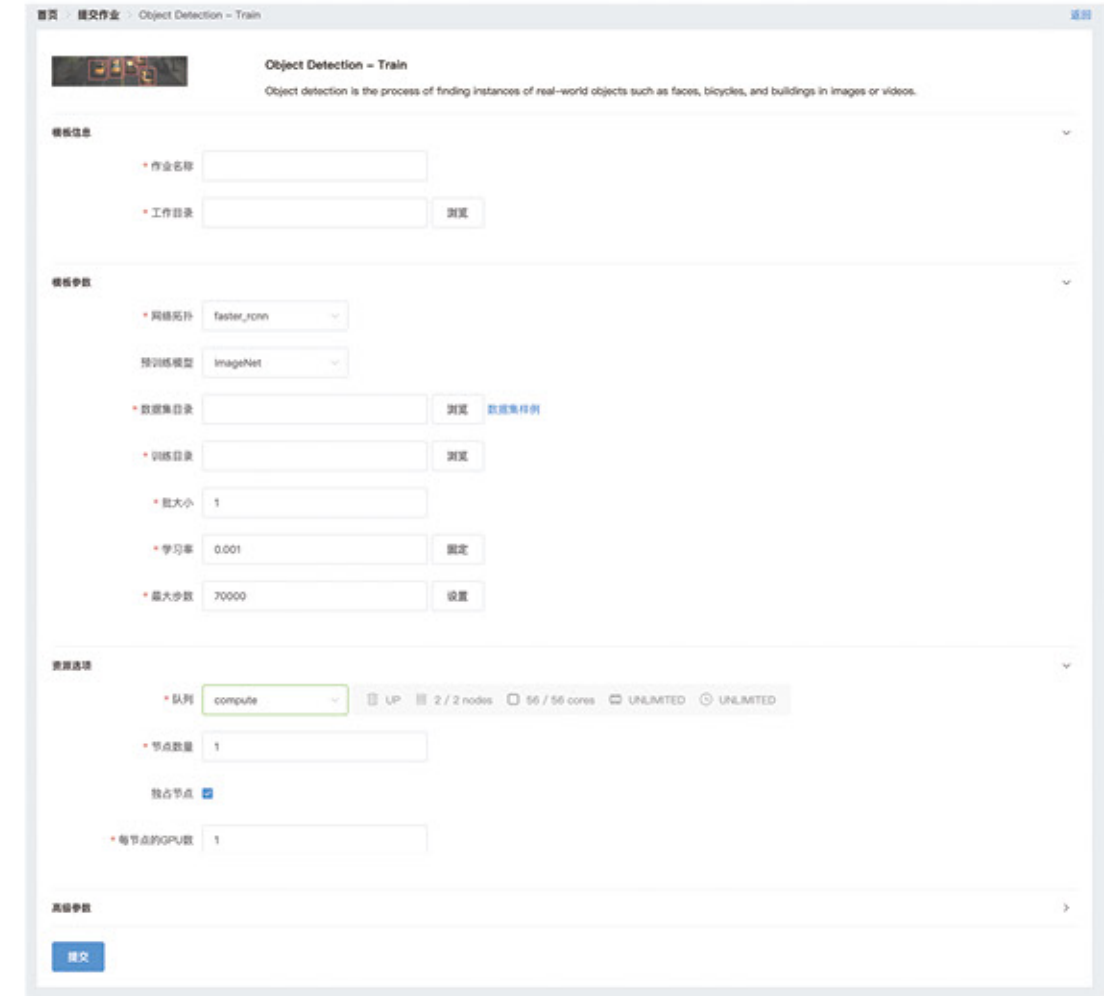 首页 > 提交作业 > Object Detection – Train 返回
Object Detection – Train
Object detection is the process of finding instances of real-world objects such as faces, bicycles, and buildings in images or videos.
模板信息
* 作业名称
* 工作目录 浏览
模板参数
* 网络拓扑 faster_rcnn
预训练模型 ImageNet
* 数据集目录 浏览 数据集样例
* 训练目录 浏览
* 批大小 1
* 学习率 0.001 固定
* 最大步数 70000 设置
资源选项
* 队列 compute UP 2 / 2 nodes 56 / 56 cores UNLIMITED UNLIMITED
* 节点数量 1
独占节点
* 每节点的GPU数 1
高级参数
提交